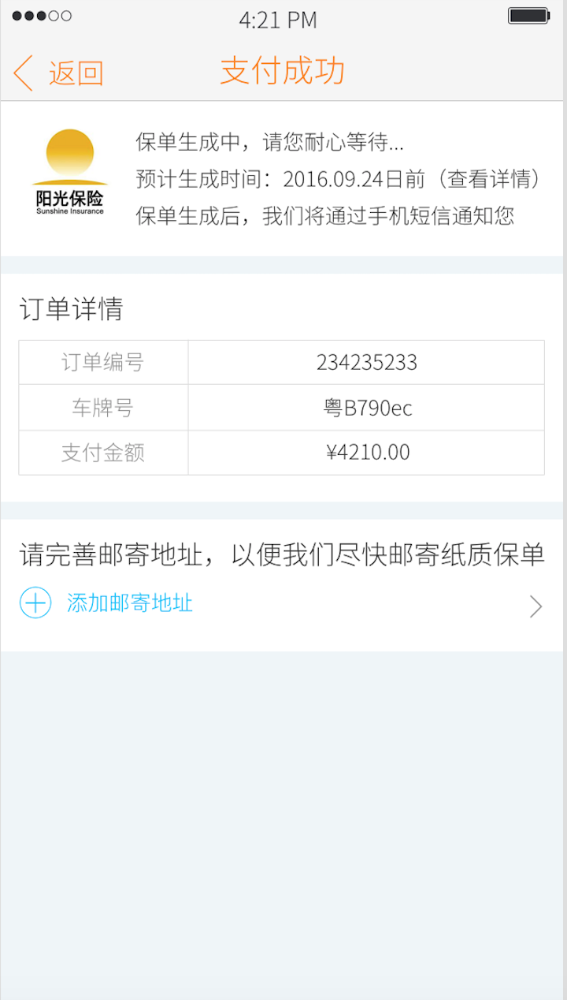 4:21 PM
返回
支付成功
阳光保险
Sunshine Insurance
保单生成中，请您耐心等待...
预计生成时间：2016.09.24日前（查看详情）
保单生成后，我们将通过手机短信通知您
订单详情
订单编号 234235233
车牌号 粤B790ec
支付金额 ¥4210.00
请完善邮寄地址，以便我们尽快邮寄纸质保单
添加邮寄地址